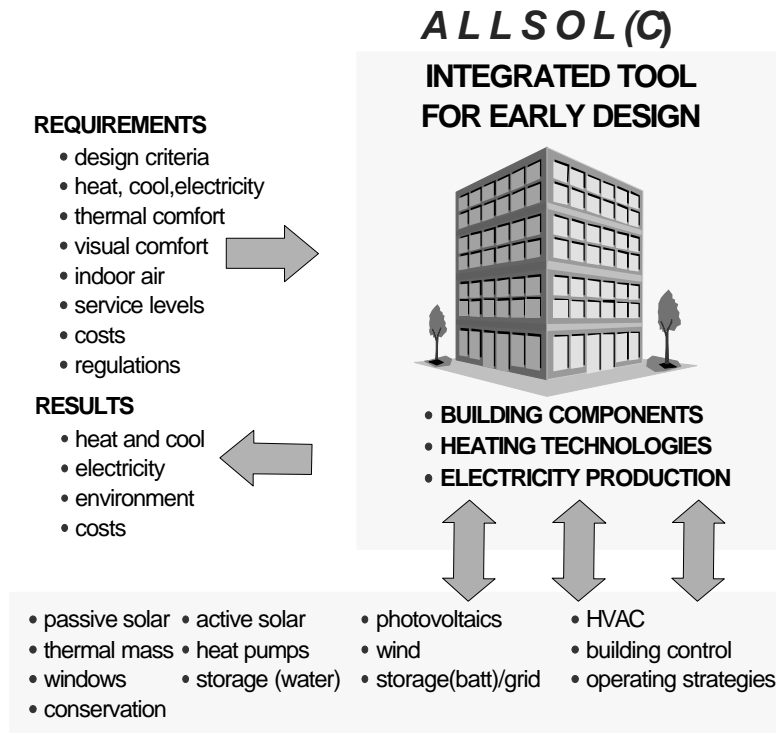 A L L S O L (C)
INTEGRATED TOOL
FOR EARLY DESIGN
REQUIREMENTS
• design criteria
• heat, cool,electricity
• thermal comfort
• visual comfort
• indoor air
• service levels
• costs
• regulations
RESULTS
• heat and cool
• electricity
• environment
• costs
• BUILDING COMPONENTS
• HEATING TECHNOLOGIES
• ELECTRICITY PRODUCTION
• passive solar
• thermal mass
• windows
• conservation
• active solar
• heat pumps
• storage (water)
• photovoltaics
• wind
• storage(batt)/grid
• HVAC
• building control
• operating strategies